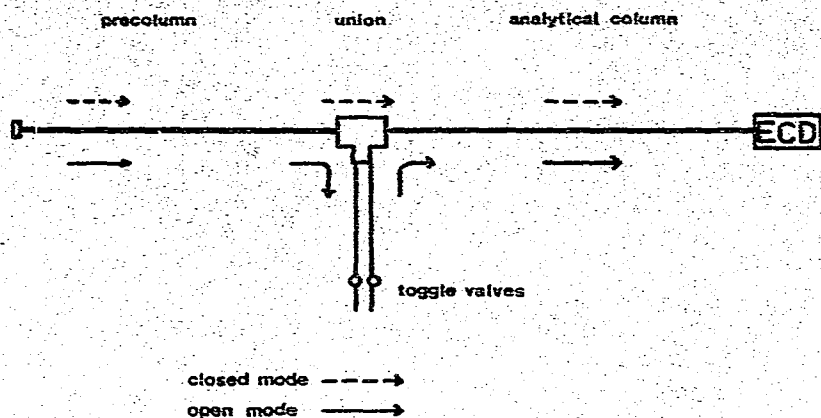 precolumn union analytical column
ECD
toggle valves
closed mode
open mode